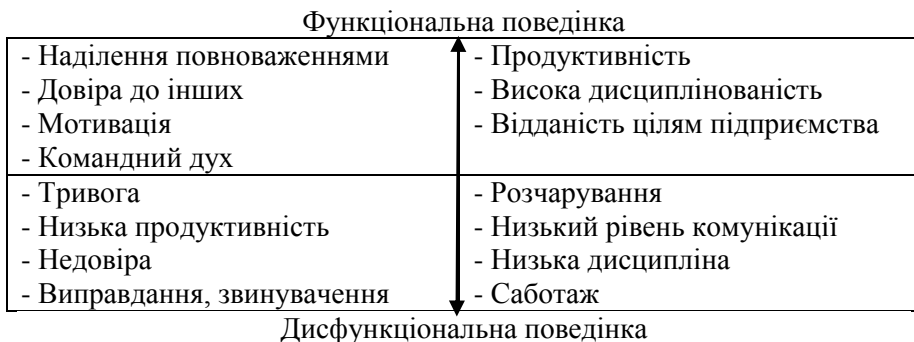 Функціональна поведінка
- Наділення повноваженнями
- Довіра до інших
- Мотивація
- Командний дух
- Продуктивність
- Висока дисциплінованість
- Відданість цілям підприємства
- Тривога
- Низька продуктивність
- Недовіра
- Виправдання, звинувачення
- Розчарування
- Низький рівень комунікації
- Низька дисципліна
- Саботаж
Дисфункціональна поведінка